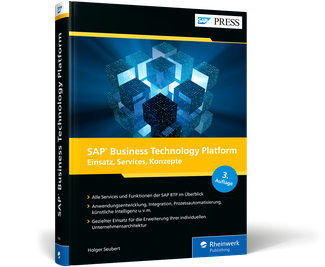 SAP PRESS
SAP® Business Technology Platform
Einsatz, Services, Konzepte
3.
Auflage
• Alle Services und Funktionen der SAP BTP im Überblick
• Anwendungsentwicklung, Integration, Prozessautomatisierung,
künstliche Intelligenz u. v. m.
• Gezielter Einsatz für die Erweiterung Ihrer individuellen
Unternehmensarchitektur
Holger Seubert
Rheinwerk
Publishing
SAP® Business Technology Platform